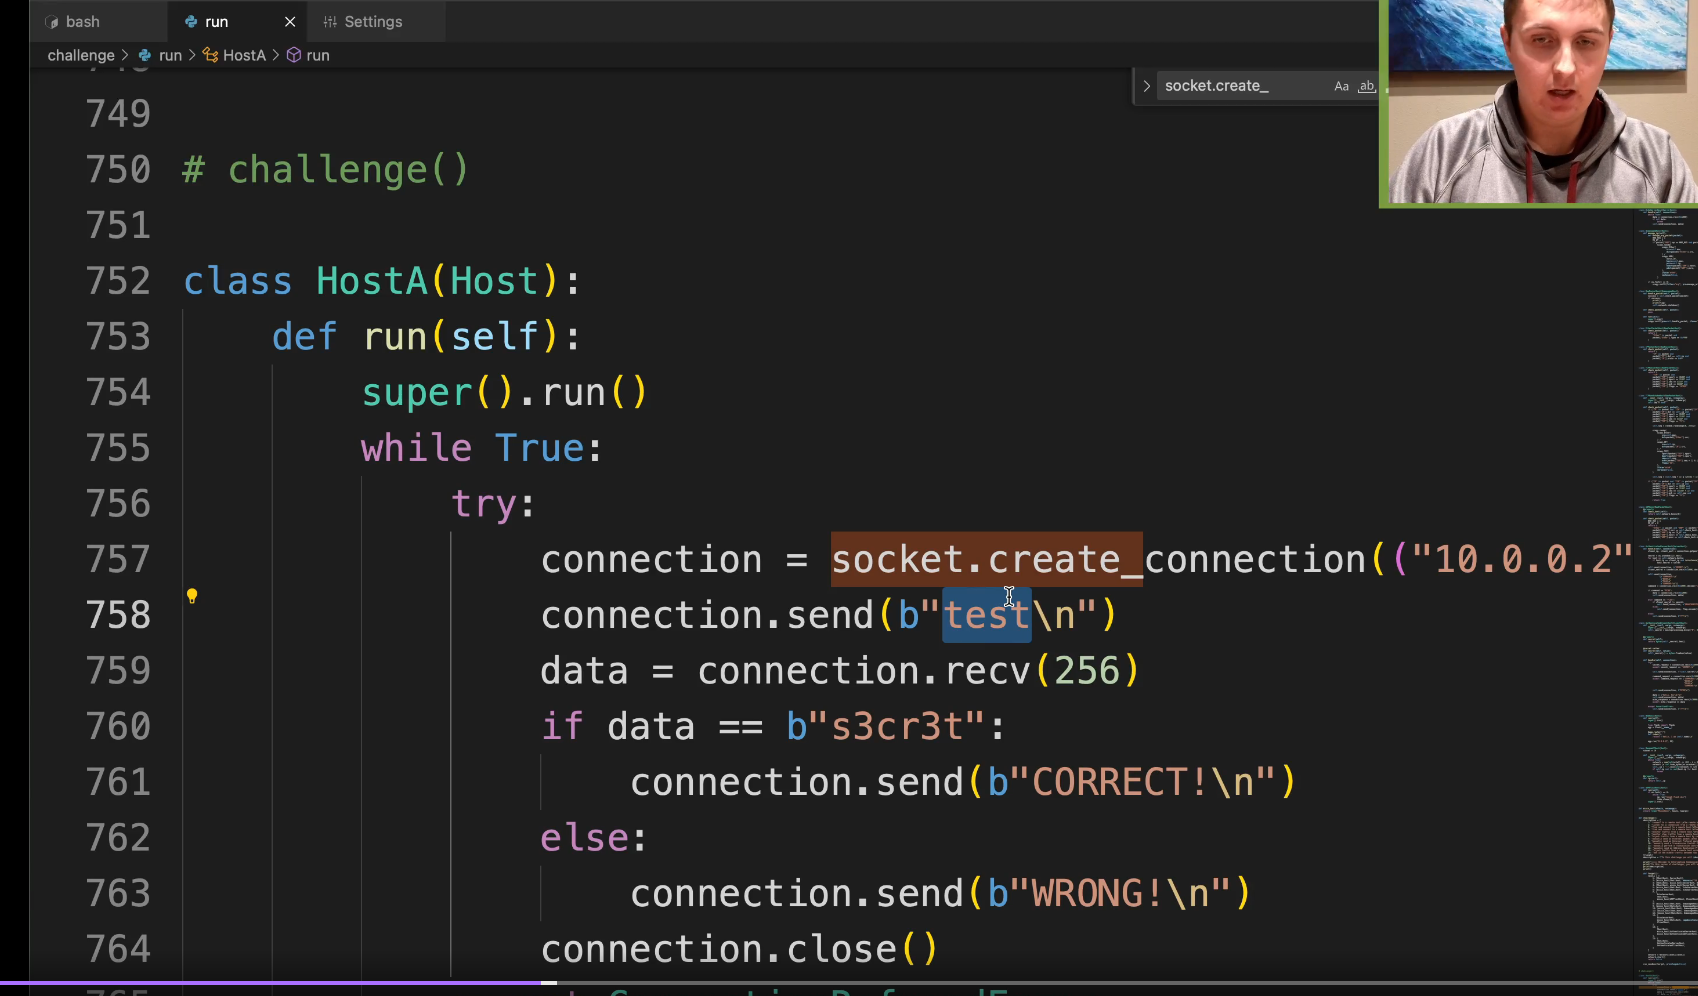 bash run × Settings
challenge > run > HostA > run
> socket.create_ Aa ab
749
750 # challenge()
751
752 class HostA(Host):
753 def run(self):
754 super().run()
755 while True:
756 try:
757 connection = socket.create_connection(("10.0.0.2"
758 connection.send(b"test\n")
759 data = connection.recv(256)
760 if data == b"s3cr3t":
761 connection.send(b"CORRECT!\n")
762 else:
763 connection.send(b"WRONG!\n")
764 connection.close()